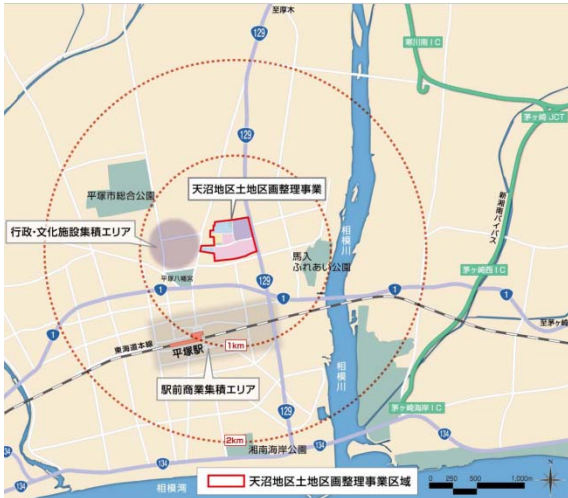 至厚木
129
寒川南IC
茅ヶ崎 JCT
129
天沼地区土地区画整理事業
平塚市総合公園
新湘南バイパス
行政・文化施設集積エリア
相模川
馬入
ふれあい公園
平塚八幡宮
129
茅ヶ崎西IC
1
1
1
1
至茅ヶ崎
東海道本線
平塚駅
1km
駅前商業集積エリア
相模川
129
茅ヶ崎海岸IC
2km
湘南海岸公園
134
134
134
134
相模湾
天沼地区土地区画整理事業区域
0 250 500 1,000m